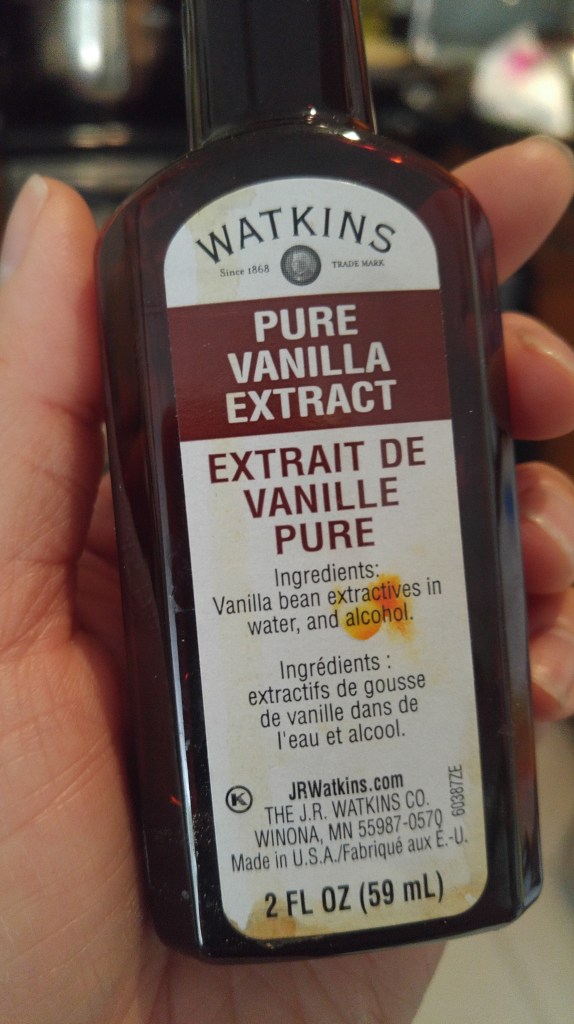 WATKINS
Since 1868 TRADE MARK
PURE
VANILLA
EXTRACT
EXTRAIT DE
VANILLE
PURE
Ingredients:
Vanilla bean extractives in
water, and alcohol.
Ingrédients :
extractifs de gousse
de vanille dans de
l'eau et alcool.
K
JRWatkins.com
THE J.R. WATKINS CO.
WINONA, MN 55987-0570
Made in U.S.A./Fabriqué aux É.-U.
60387ZE
2 FL OZ (59 mL)